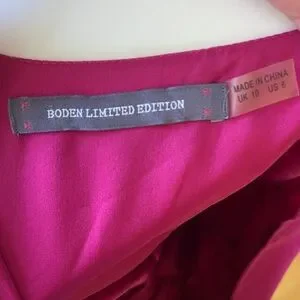 BODEN LIMITED EDITION
MADE IN CHINA
UK 10 US 6